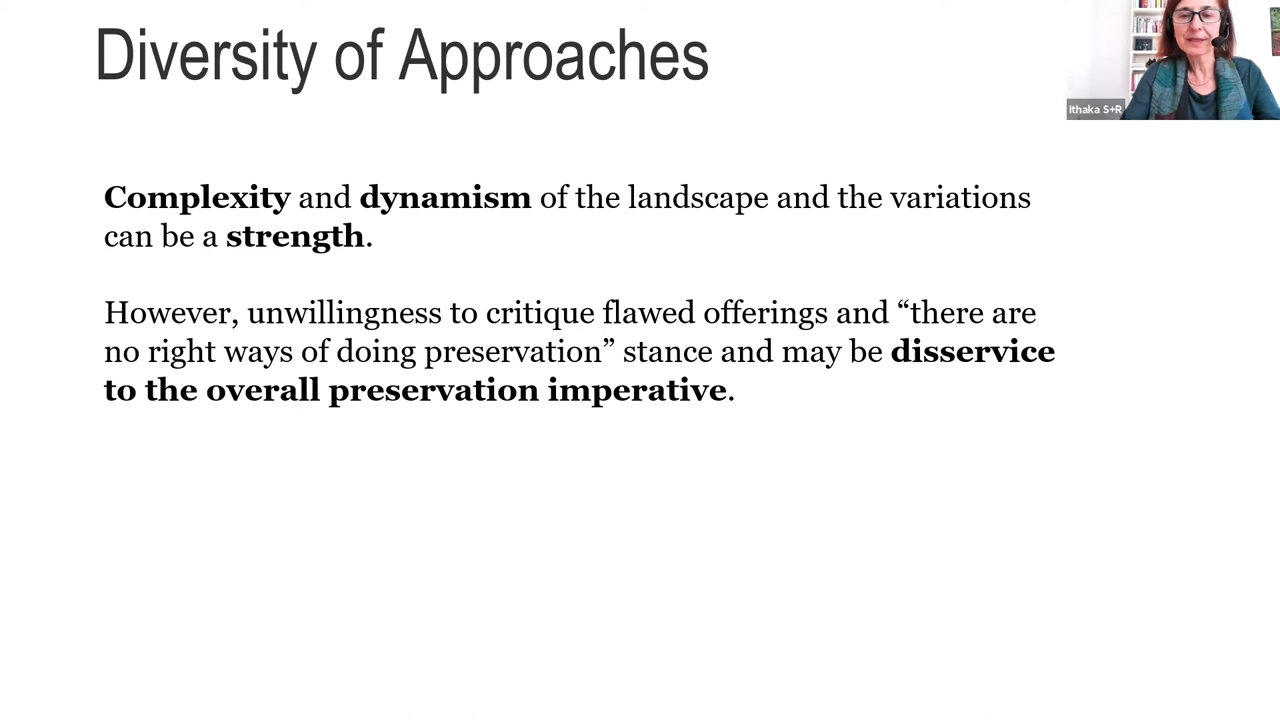 Diversity of Approaches
Ithaka S+R
Complexity and dynamism of the landscape and the variations
can be a strength.
However, unwillingness to critique flawed offerings and “there are
no right ways of doing preservation” stance and may be disservice
to the overall preservation imperative.